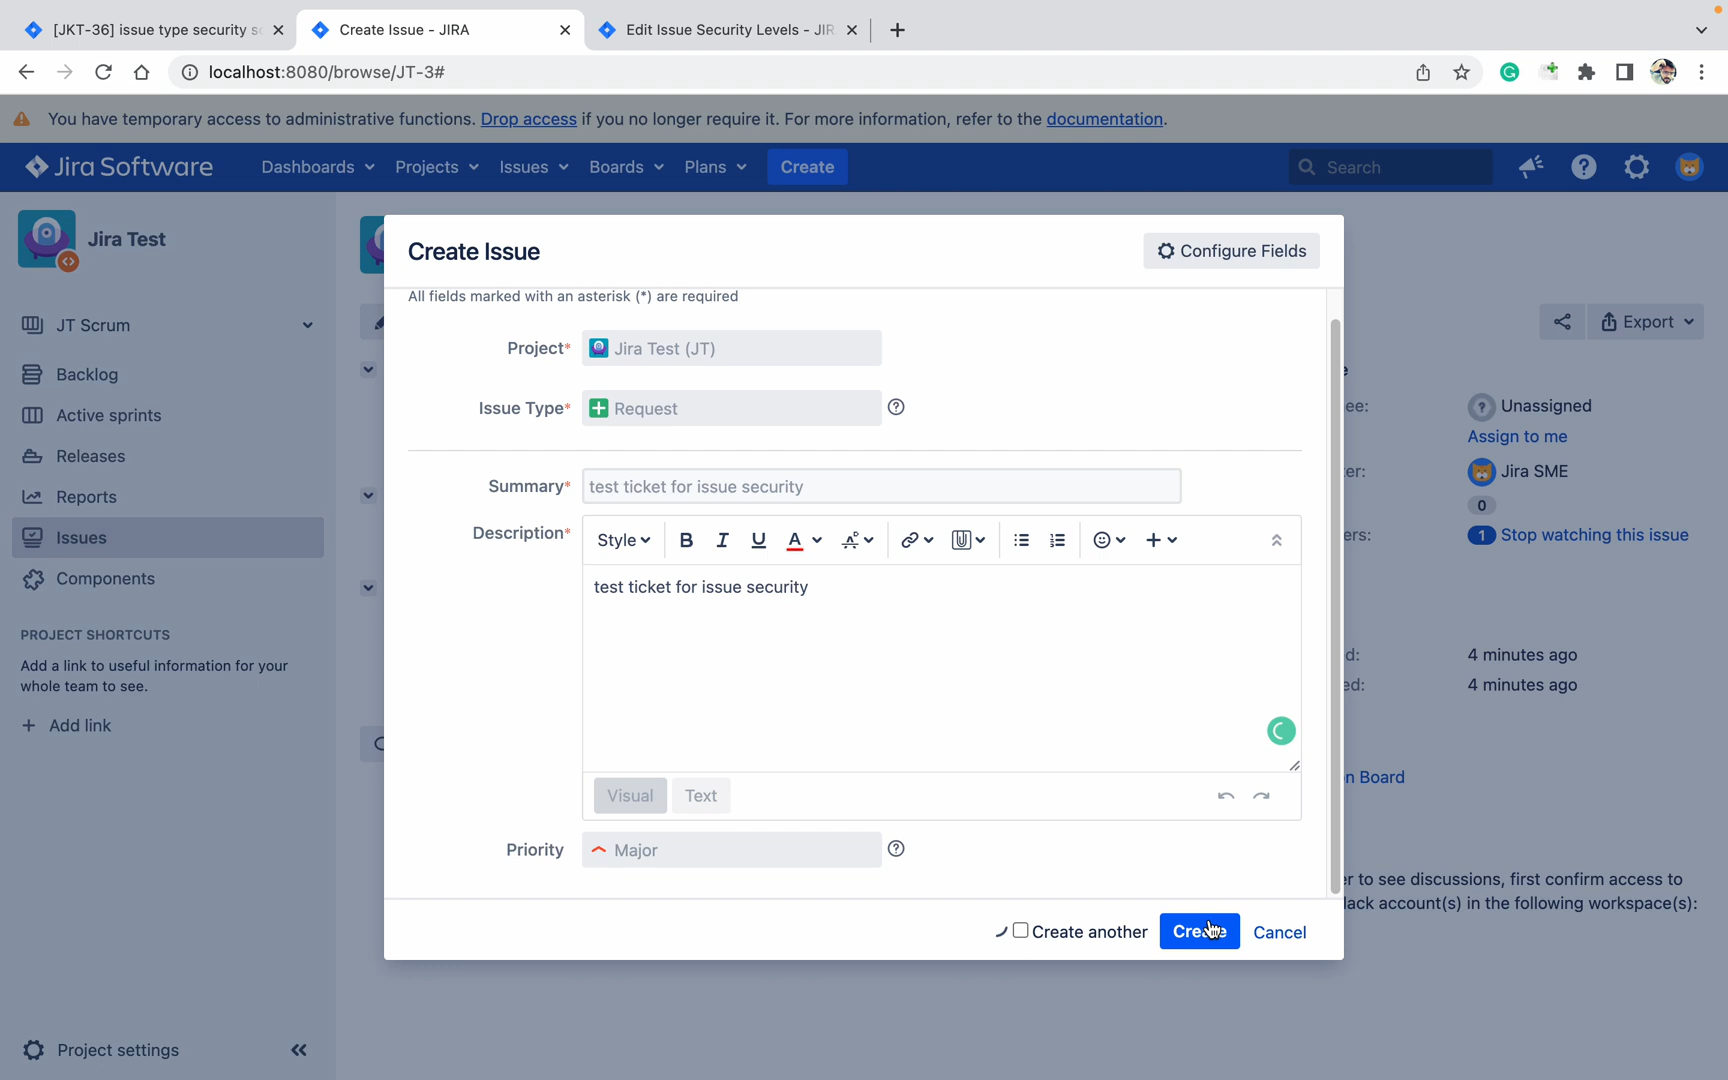 [JKT-36] issue type security
Create Issue - JIRA
Edit Issue Security Levels - JIR
localhost:8080/browse/JT-3#
You have temporary access to administrative functions. Drop access if you no longer require it. For more information, refer to the documentation.
Jira Software
Dashboards
Projects
Issues
Boards
Plans
Create
Search
Jira Test
Create Issue
Configure Fields
All fields marked with an asterisk (*) are required
JT Scrum
Export
Project*
Jira Test (JT)
Backlog
Issue Type*
Request
ee:
Unassigned
Active sprints
Assign to me
Releases
er:
Jira SME
Summary*
test ticket for issue security
Reports
0
Issues
Description*
Style
B I U A
ers:
1 Stop watching this issue
Components
test ticket for issue security
PROJECT SHORTCUTS
Add a link to useful information for your
whole team to see.
d:
4 minutes ago
ed:
4 minutes ago
+ Add link
n Board
Visual
Text
Priority
Major
er to see discussions, first confirm access to
lack account(s) in the following workspace(s):
Create another
Create
Cancel
Project settings